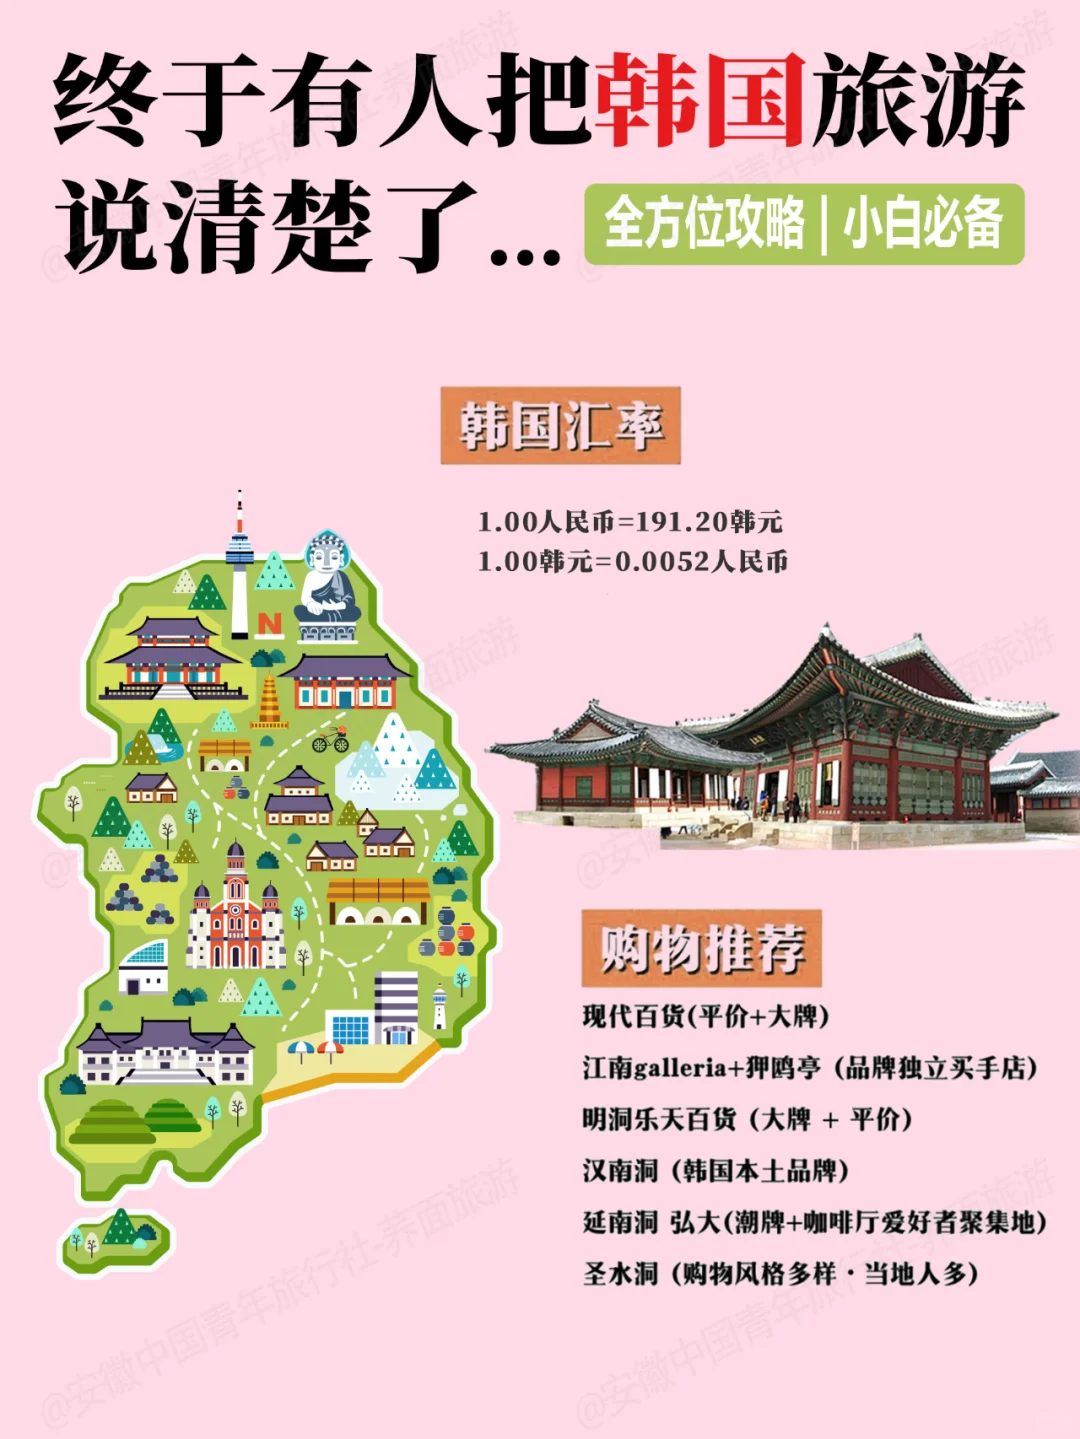 终于有人把韩国旅游
说清楚了...
全方位攻略 | 小白必备
韩国汇率
1.00人民币=191.20韩元
1.00韩元=0.0052人民币
N
购物推荐
现代百货(平价+大牌)
江南galleria+狎鸥亭 (品牌独立买手店)
明洞乐天百货 (大牌 + 平价)
汉南洞 (韩国本土品牌)
延南洞 弘大(潮牌+咖啡厅爱好者聚集地)
圣水洞 (购物风格多样·当地人多)
@安徽中国青年旅行社-荞面旅游